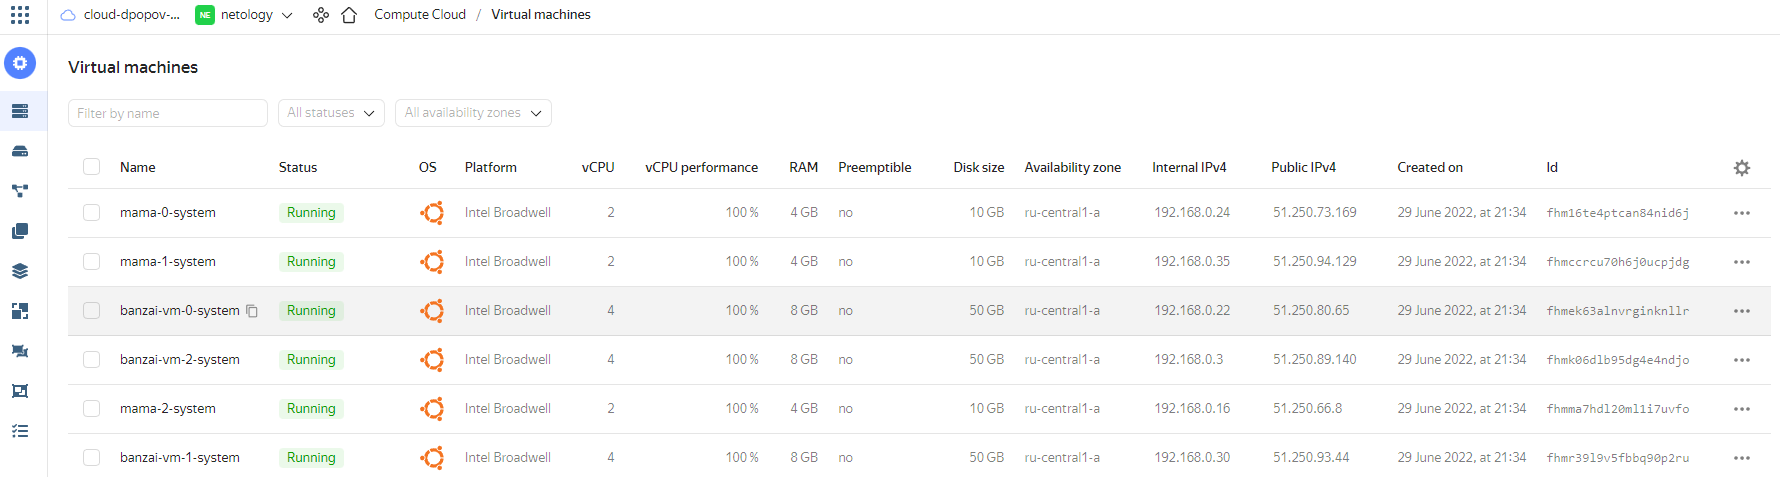 cloud-dpopov-... NE netology Compute Cloud / Virtual machines
Virtual machines
Filter by name All statuses All availability zones
Name Status OS Platform vCPU vCPU performance RAM Preemptible Disk size Availability zone Internal IPv4 Public IPv4 Created on Id
mama-0-system Running Intel Broadwell 2 100 % 4 GB no 10 GB ru-central1-a 192.168.0.24 51.250.73.169 29 June 2022, at 21:34 fhm16te4ptcan84nid6j
mama-1-system Running Intel Broadwell 2 100 % 4 GB no 10 GB ru-central1-a 192.168.0.35 51.250.94.129 29 June 2022, at 21:34 fhmccrcu70h6j0ucpjdg
banzai-vm-0-system Running Intel Broadwell 4 100 % 8 GB no 50 GB ru-central1-a 192.168.0.22 51.250.80.65 29 June 2022, at 21:34 fhmek63alnvrginknllr
banzai-vm-2-system Running Intel Broadwell 4 100 % 8 GB no 50 GB ru-central1-a 192.168.0.3 51.250.89.140 29 June 2022, at 21:34 fhmk06dlb95dg4e4ndjo
mama-2-system Running Intel Broadwell 2 100 % 4 GB no 10 GB ru-central1-a 192.168.0.16 51.250.66.8 29 June 2022, at 21:34 fhmma7hdl20ml1i7uvfo
banzai-vm-1-system Running Intel Broadwell 4 100 % 8 GB no 50 GB ru-central1-a 192.168.0.30 51.250.93.44 29 June 2022, at 21:34 fhmr39l9v5fbbq90p2ru